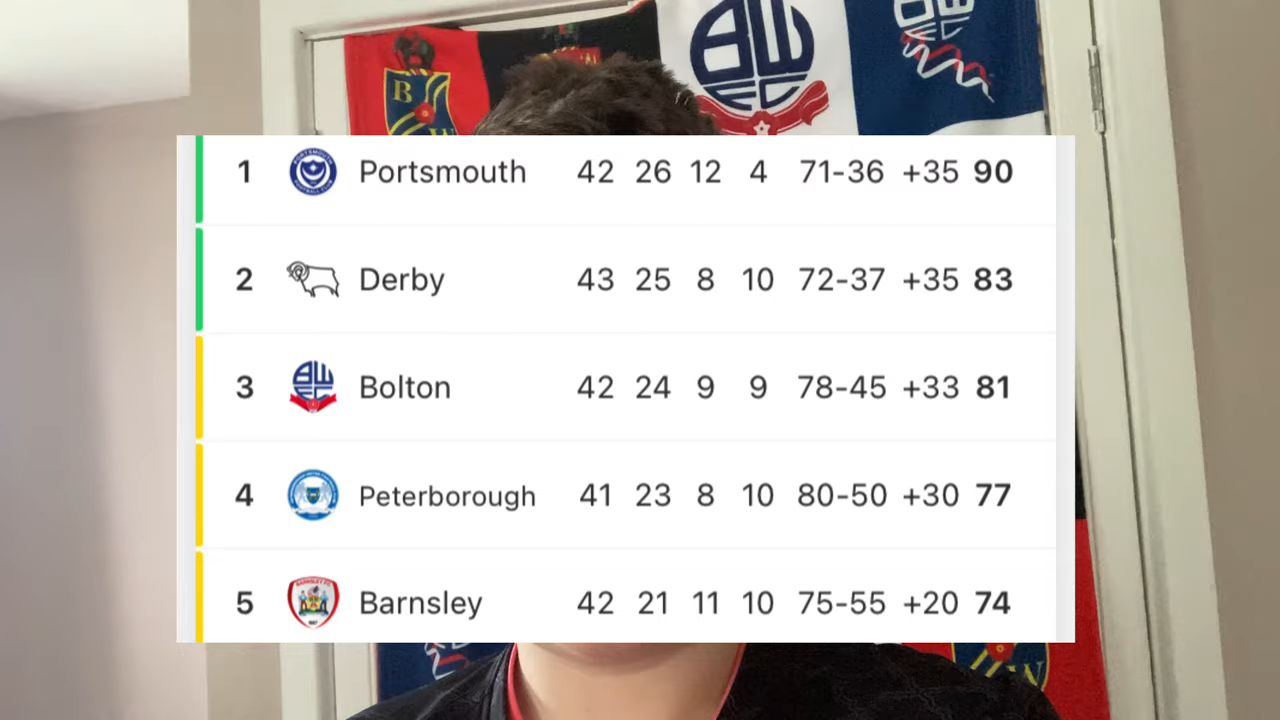 B
W
BW
FC
1 Portsmouth 42 26 12 4 71-36 +35 90
2 Derby 43 25 8 10 72-37 +35 83
3 Bolton 42 24 9 9 78-45 +33 81
4 Peterborough 41 23 8 10 80-50 +30 77
5 Barnsley 42 21 11 10 75-55 +20 74
W